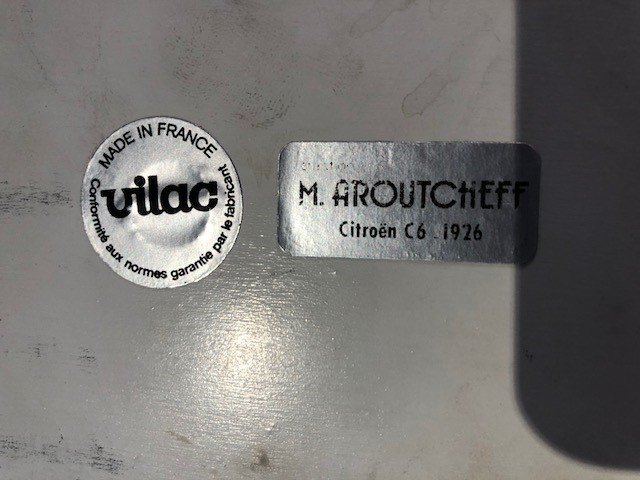 MADE IN FRANCE
vilac
Conformité aux normes garantie par le fabricant
M. AROUTCHEFF
Citroën C6 1926